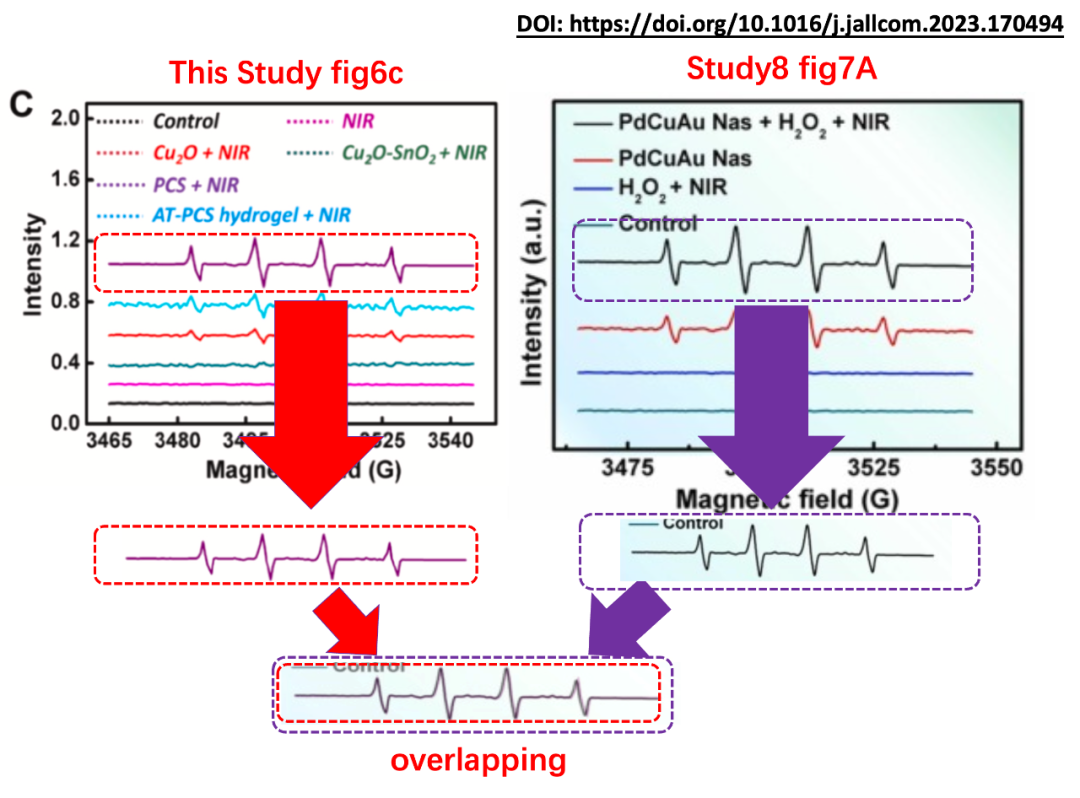 DOI: https://doi.org/10.1016/j.jallcom.2023.170494
This Study fig6c
Study8 fig7A
C
2.0
1.6
1.2
0.8
0.4
0.0
Intensity
Control
NIR
Cu₂O + NIR
Cu₂O-SnO₂ + NIR
PCS + NIR
AT-PCS hydrogel + NIR
3465 3480 3540
Magnetic field (G)
Intensity (a.u.)
PdCuAu Nas + H₂O₂ + NIR
PdCuAu Nas
H₂O₂ + NIR
Control
3475 3525 3550
Magnetic field (G)
Control
Control
overlapping